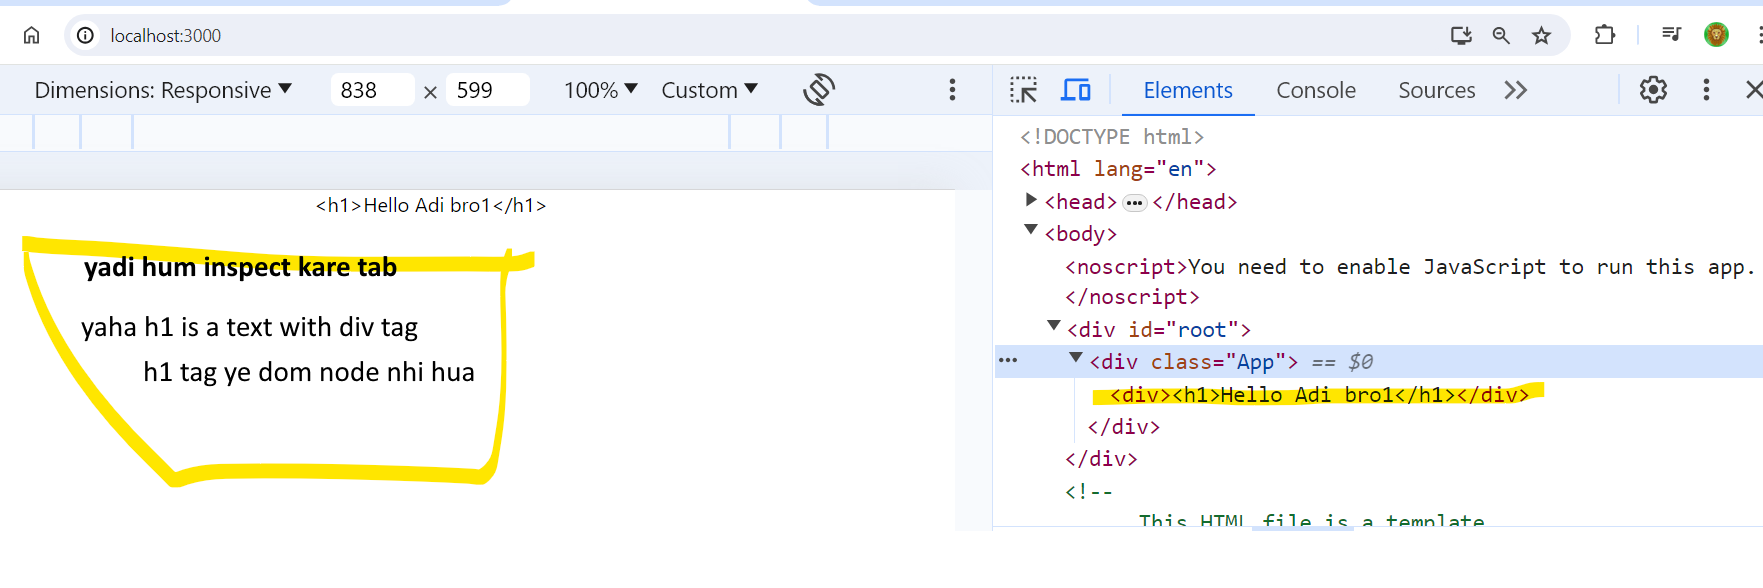 localhost:3000
Dimensions: Responsive 838 × 599 100% Custom
Elements Console Sources
<h1>Hello Adi bro1</h1>
yadi hum inspect kare tab
yaha h1 is a text with div tag
h1 tag ye dom node nhi hua
<!DOCTYPE html>
<html lang="en">
<head> ••• </head>
<body>
<noscript>You need to enable JavaScript to run this app.
</noscript>
<div id="root">
••• <div class="App"> == $0
<div><h1>Hello Adi bro1</h1></div>
</div>
</div>
<!--
This HTML file is a template